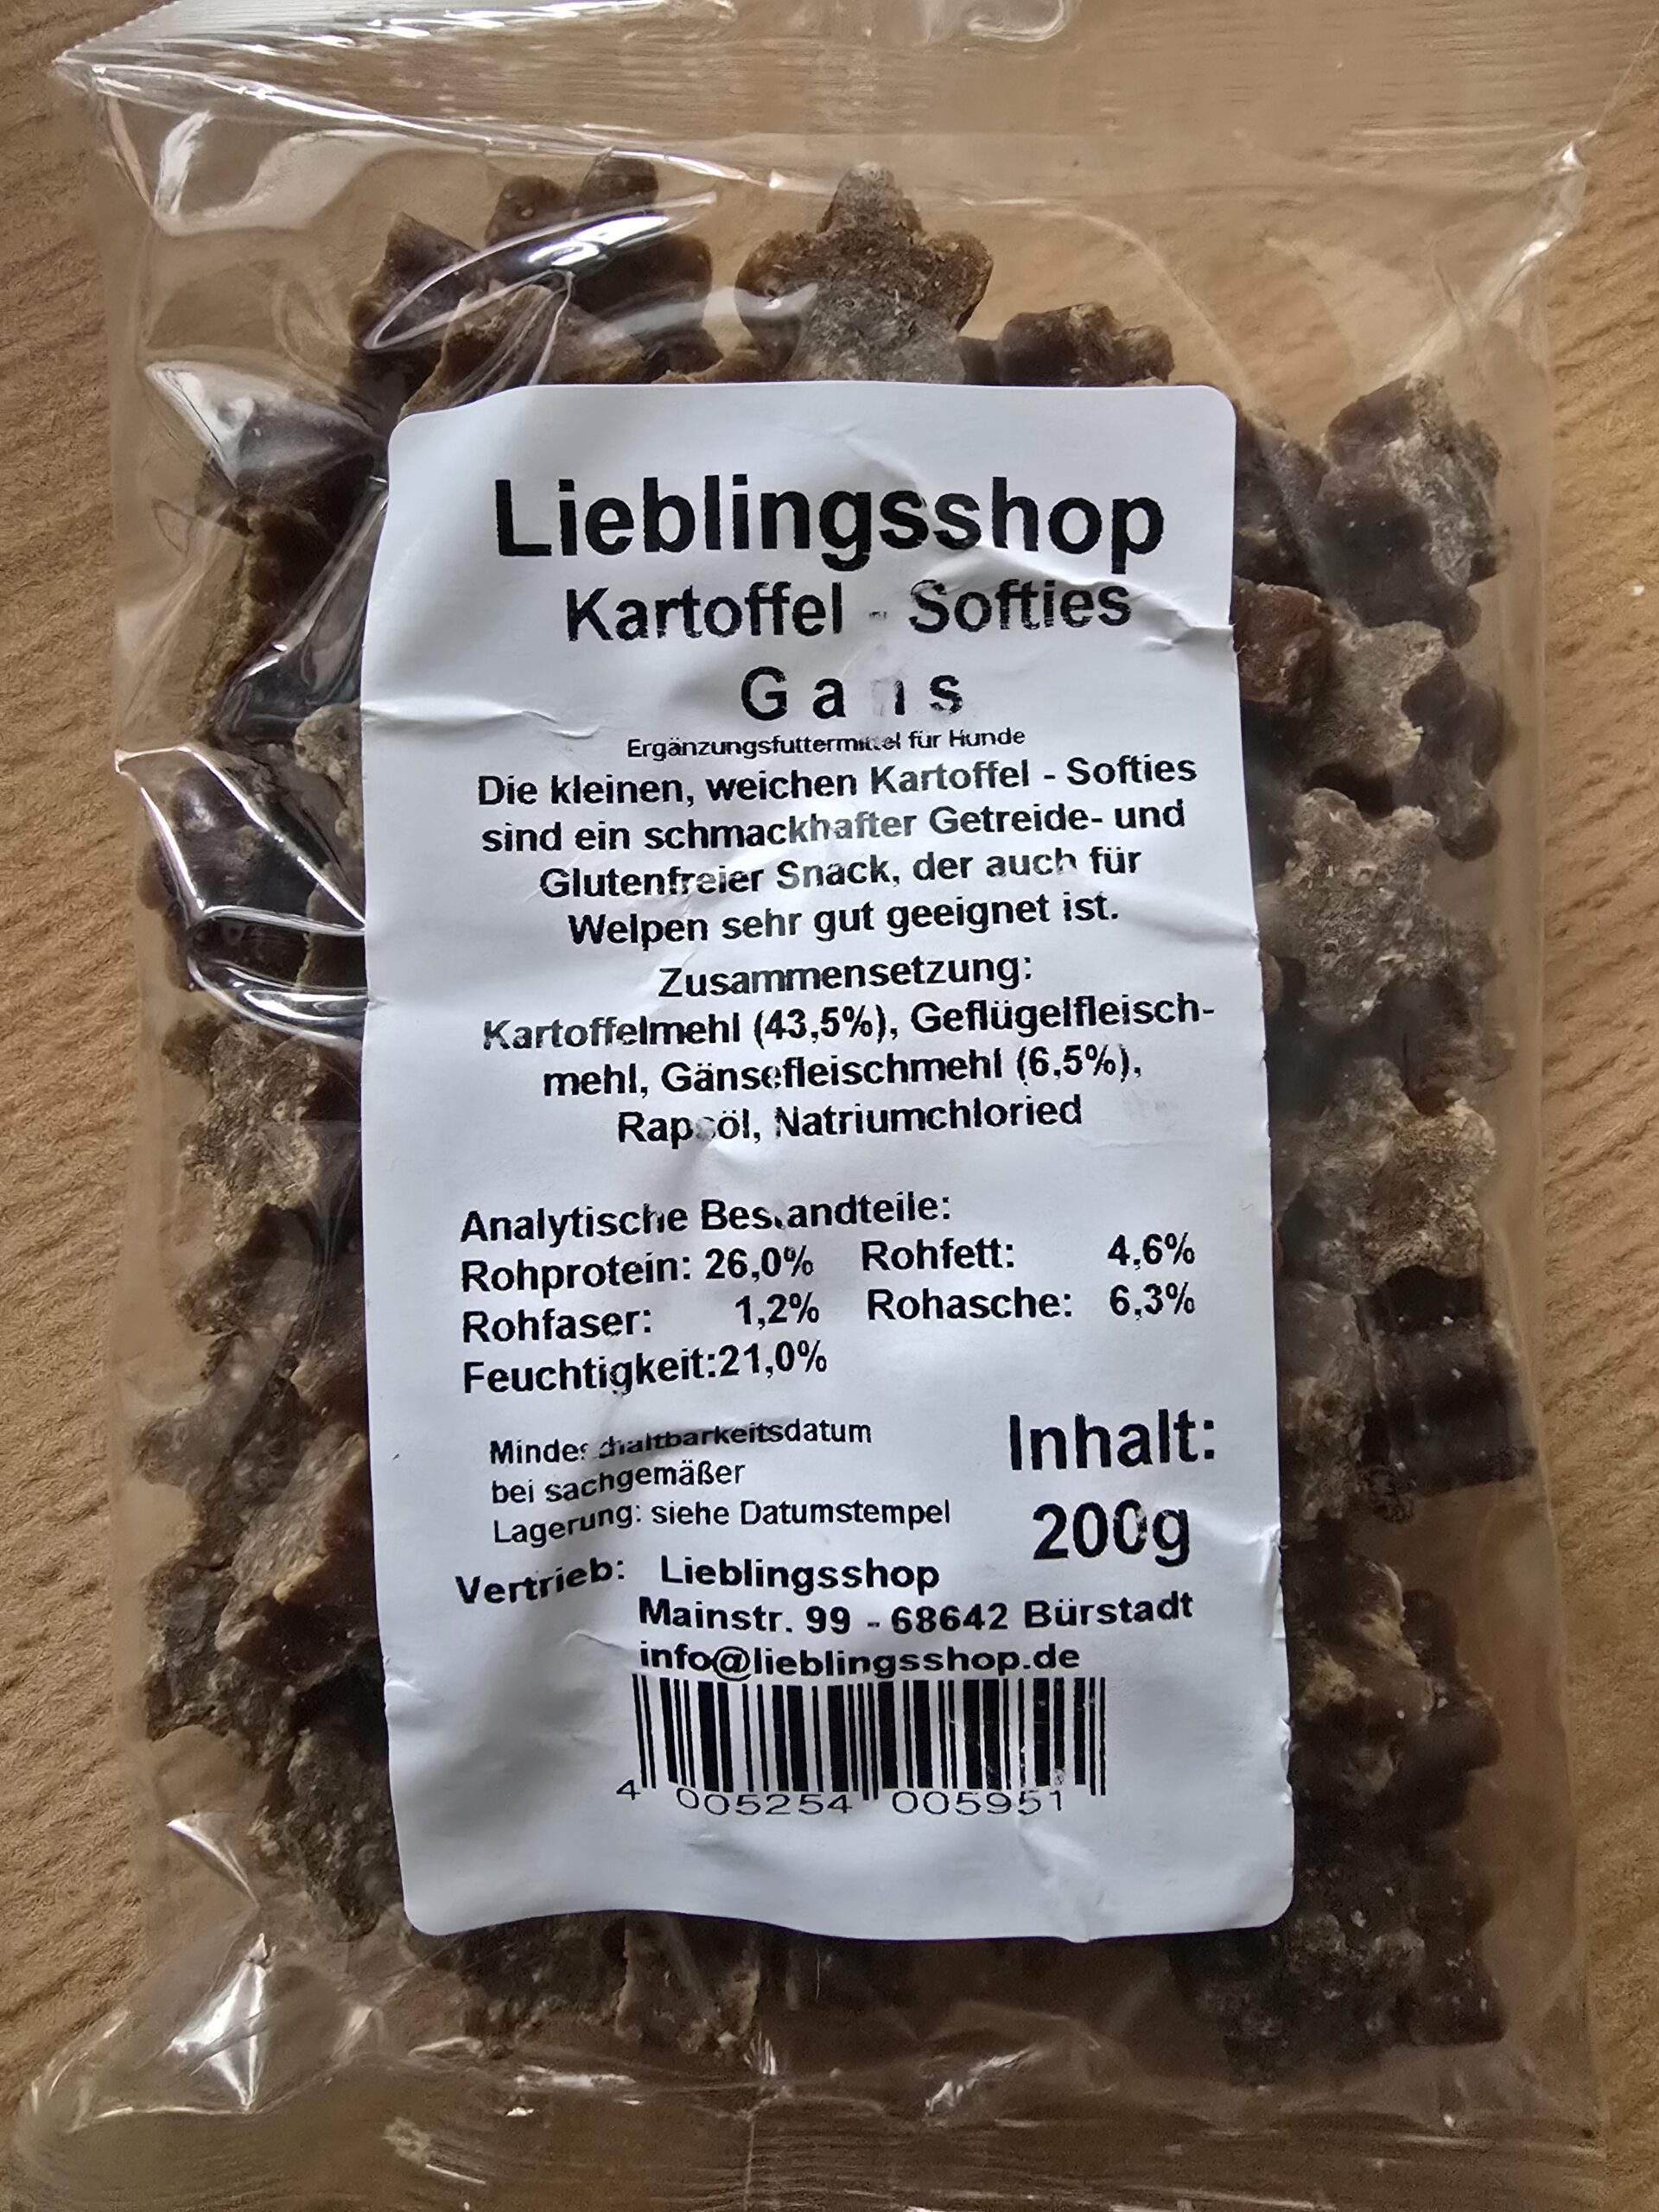 Lieblingsshop
Kartoffel - Softies
Gans
Ergänzungsfuttermittel für Hunde
Die kleinen, weichen Kartoffel - Softies
sind ein schmackhafter Getreide- und
Glutenfreier Snack, der auch für
Welpen sehr gut geeignet ist.
Zusammensetzung:
Kartoffelmehl (43,5%), Geflügelfleisch-
mehl, Gänsefleischmehl (6,5%),
Rapsöl, Natriumchloried
Analytische Bestandteile:
Rohprotein: 26,0% Rohfett: 4,6%
Rohfaser: 1,2% Rohasche: 6,3%
Feuchtigkeit:21,0%
Mindesthaltbarkeitsdatum
bei sachgemäßer
Lagerung: siehe Datumstempel
Inhalt:
200g
Vertrieb: Lieblingsshop
Mainstr. 99 - 68642 Bürstadt
info@lieblingsshop.de
4 005254 005951